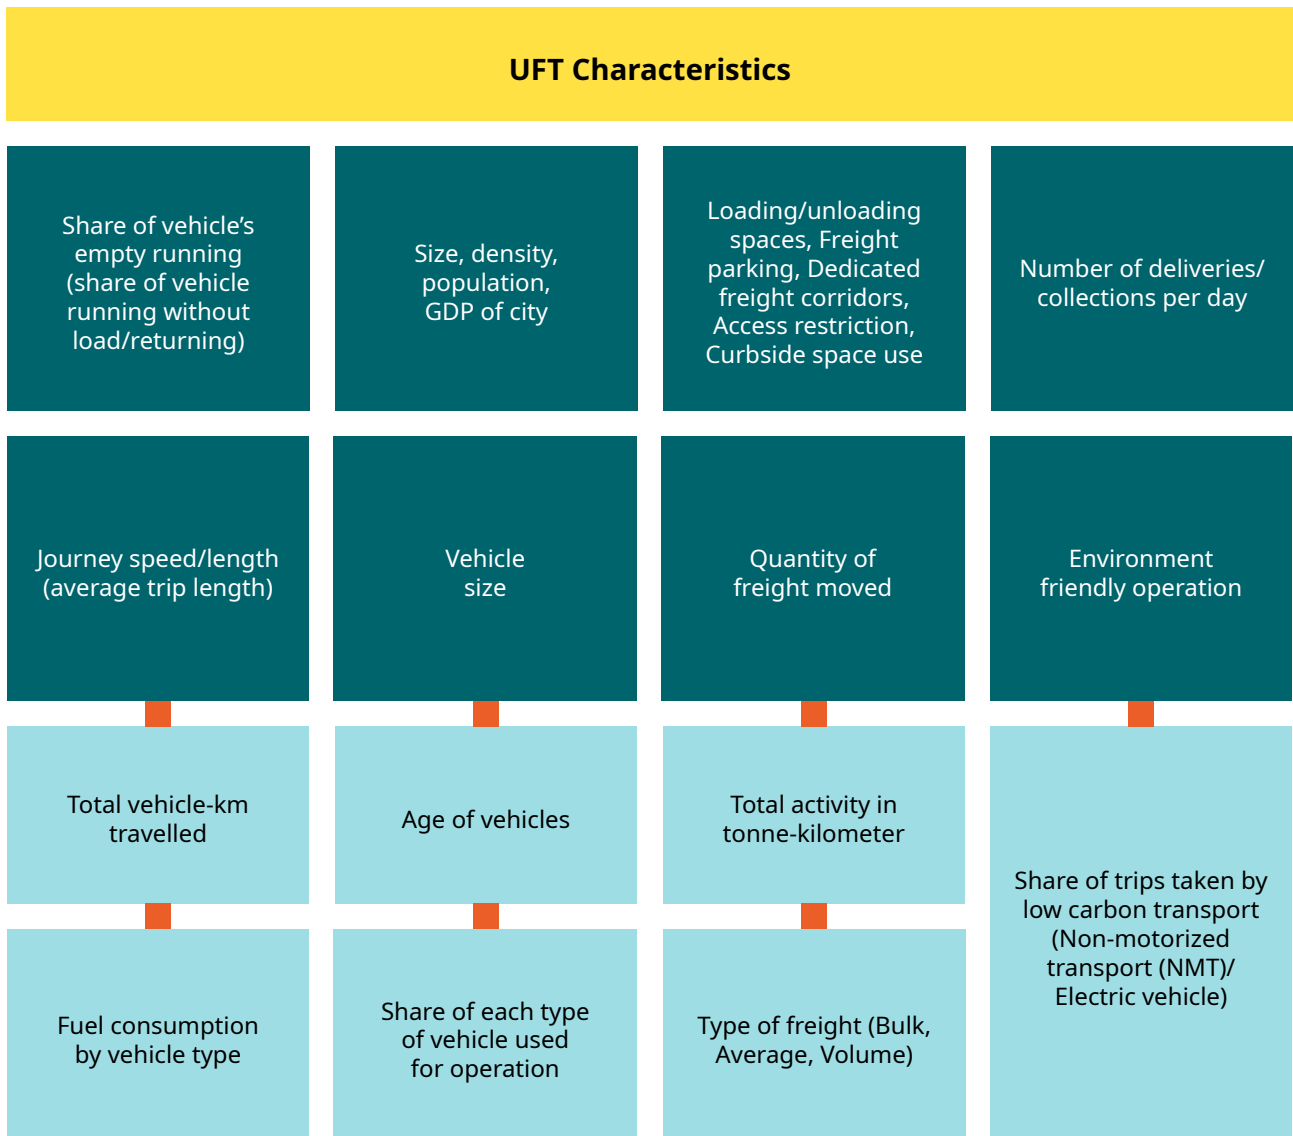 UFT Characteristics
Share of vehicle’s
empty running
(share of vehicle
running without
load/returning)
Size, density,
population,
GDP of city
Loading/unloading
spaces, Freight
parking, Dedicated
freight corridors,
Access restriction,
Curbside space use
Number of deliveries/
collections per day
Journey speed/length
(average trip length)
Vehicle
size
Quantity of
freight moved
Environment
friendly operation
Total vehicle-km
travelled
Age of vehicles
Total activity in
tonne-kilometer
Share of trips taken by
low carbon transport
(Non-motorized
transport (NMT)/
Electric vehicle)
Fuel consumption
by vehicle type
Share of each type
of vehicle used
for operation
Type of freight (Bulk,
Average, Volume)